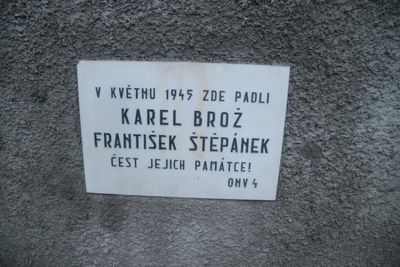 V KVĚTNU 1945 ZDE PADLI
KAREL BROŽ
FRANTIŠEK ŠTĚPÁNEK
ČEST JEJICH PAMÁTCE!
ONV 4